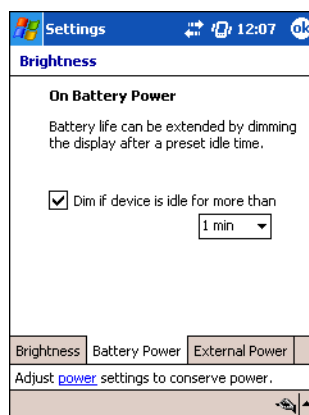 Settings 12:07 ok
Brightness
On Battery Power
Battery life can be extended by dimming
the display after a preset idle time.
Dim if device is idle for more than
1 min
Brightness Battery Power External Power
Adjust power settings to conserve power.